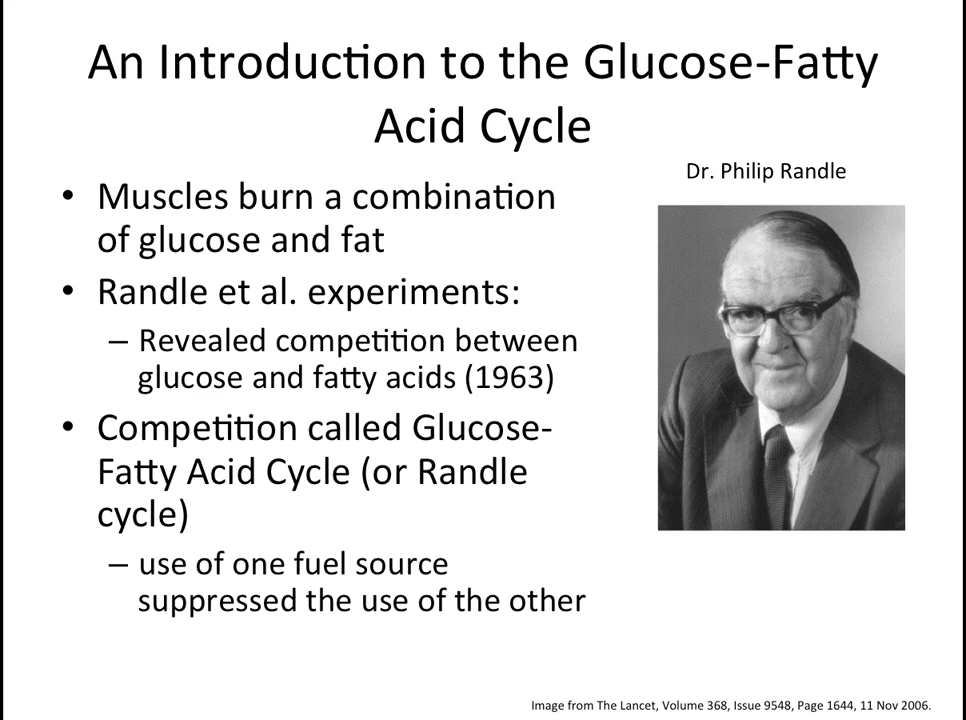 An Introduction to the Glucose-Fatty
Acid Cycle
Dr. Philip Randle
• Muscles burn a combination
of glucose and fat
• Randle et al. experiments:
– Revealed competition between
glucose and fatty acids (1963)
• Competition called Glucose-
Fatty Acid Cycle (or Randle
cycle)
– use of one fuel source
suppressed the use of the other
Image from The Lancet, Volume 368, Issue 9548, Page 1644, 11 Nov 2006.